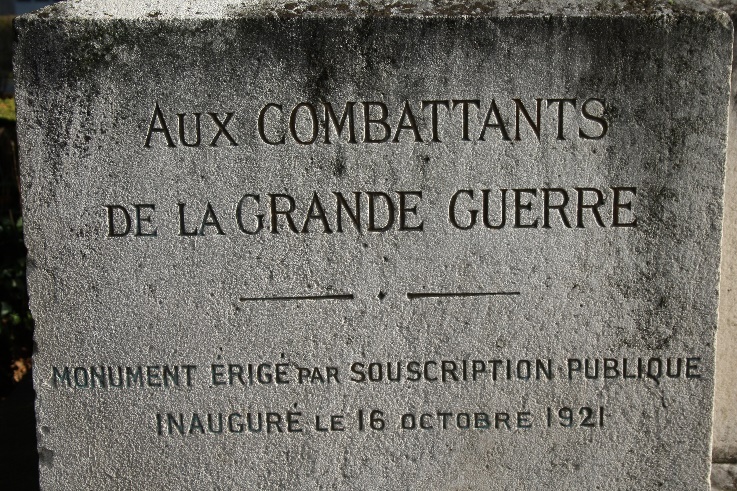 AUX COMBATTANTS
DE LA GRANDE GUERRE
MONUMENT ÉRIGÉ PAR SOUSCRIPTION PUBLIQUE
INAUGURÉ LE 16 OCTOBRE 1921